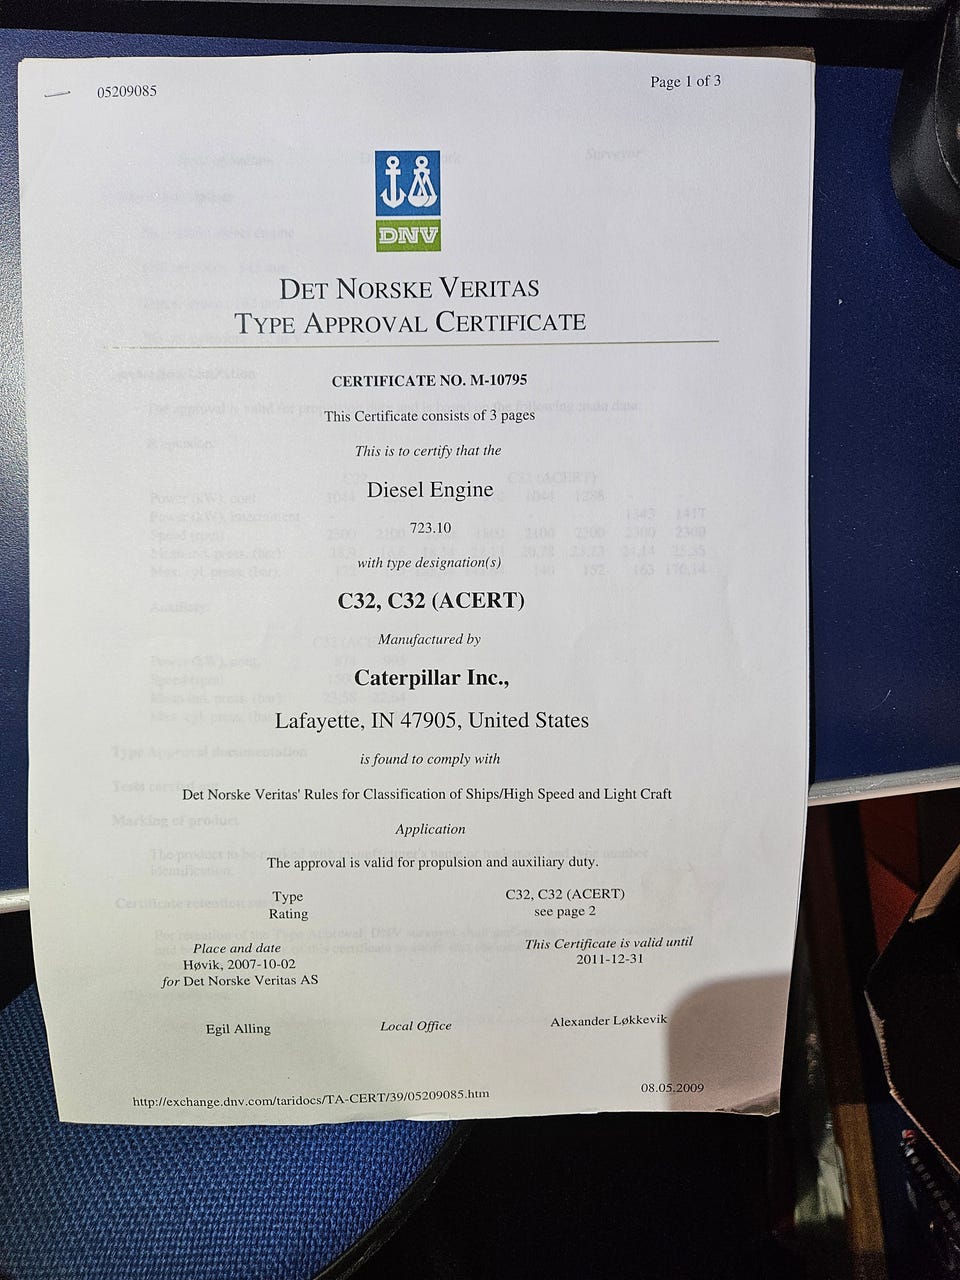 05209085
Page 1 of 3
DNV
DET NORSKE VERITAS
TYPE APPROVAL CERTIFICATE
CERTIFICATE NO. M-10795
This Certificate consists of 3 pages
This is to certify that the
Diesel Engine
723.10
with type designation(s)
C32, C32 (ACERT)
Manufactured by
Caterpillar Inc.,
Lafayette, IN 47905, United States
is found to comply with
Det Norske Veritas' Rules for Classification of Ships/High Speed and Light Craft
Application
The approval is valid for propulsion and auxiliary duty.
Type C32, C32 (ACERT)
Rating see page 2
Place and date
Høvik, 2007-10-02
for Det Norske Veritas AS
This Certificate is valid until
2011-12-31
Egil Alling
Local Office
Alexander Løkkevik
http://exchange.dnv.com/taridocs/TA-CERT/39/05209085.htm
08.05.2009